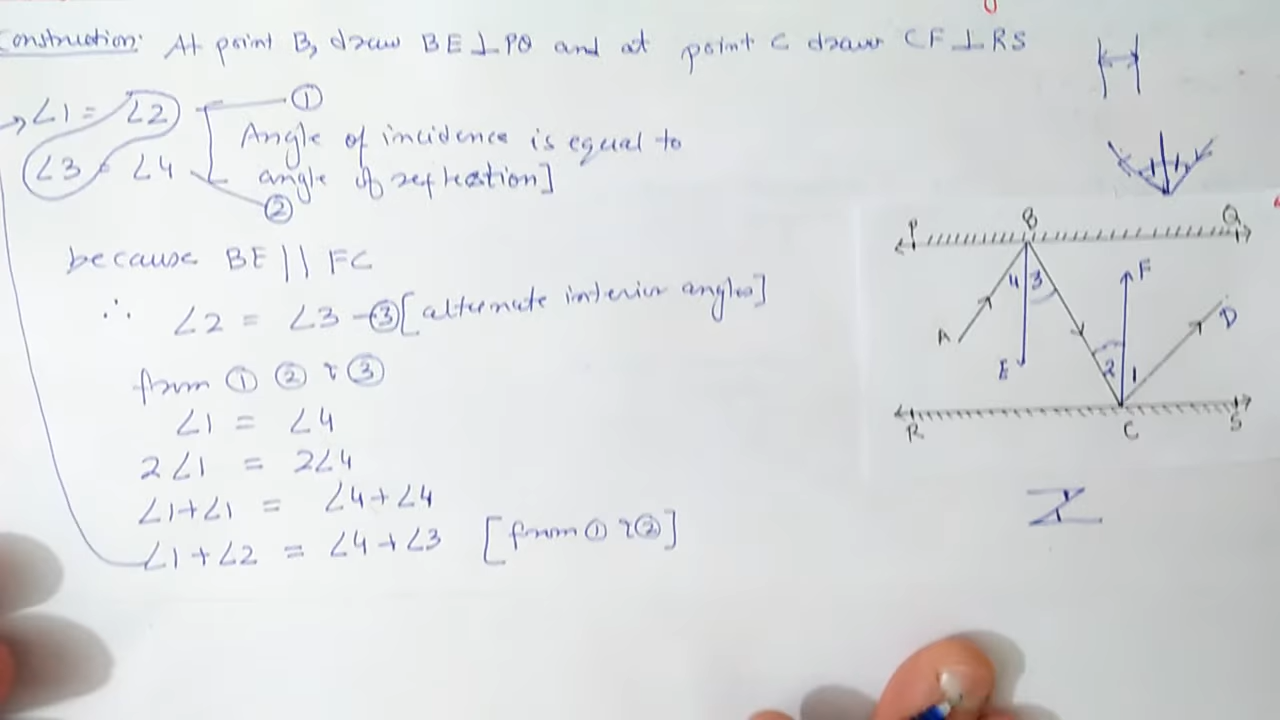 Construction: At point B, draw BE⊥PQ and at point C draw CF⊥RS
∠1 = ∠2 ①
[Angle of incidence is equal to
∠3 = ∠4 angle of reflection]
②
because BE || FC
∴ ∠2 = ∠3 -③ [alternate interior angles]
from ① ② & ③
∠1 = ∠4
2∠1 = 2∠4
∠1+∠1 = ∠4+∠4
∠1+∠2 = ∠4+∠3 [from ① & ②]
P B Q
4 3 F
A D
E 2 1
R C S